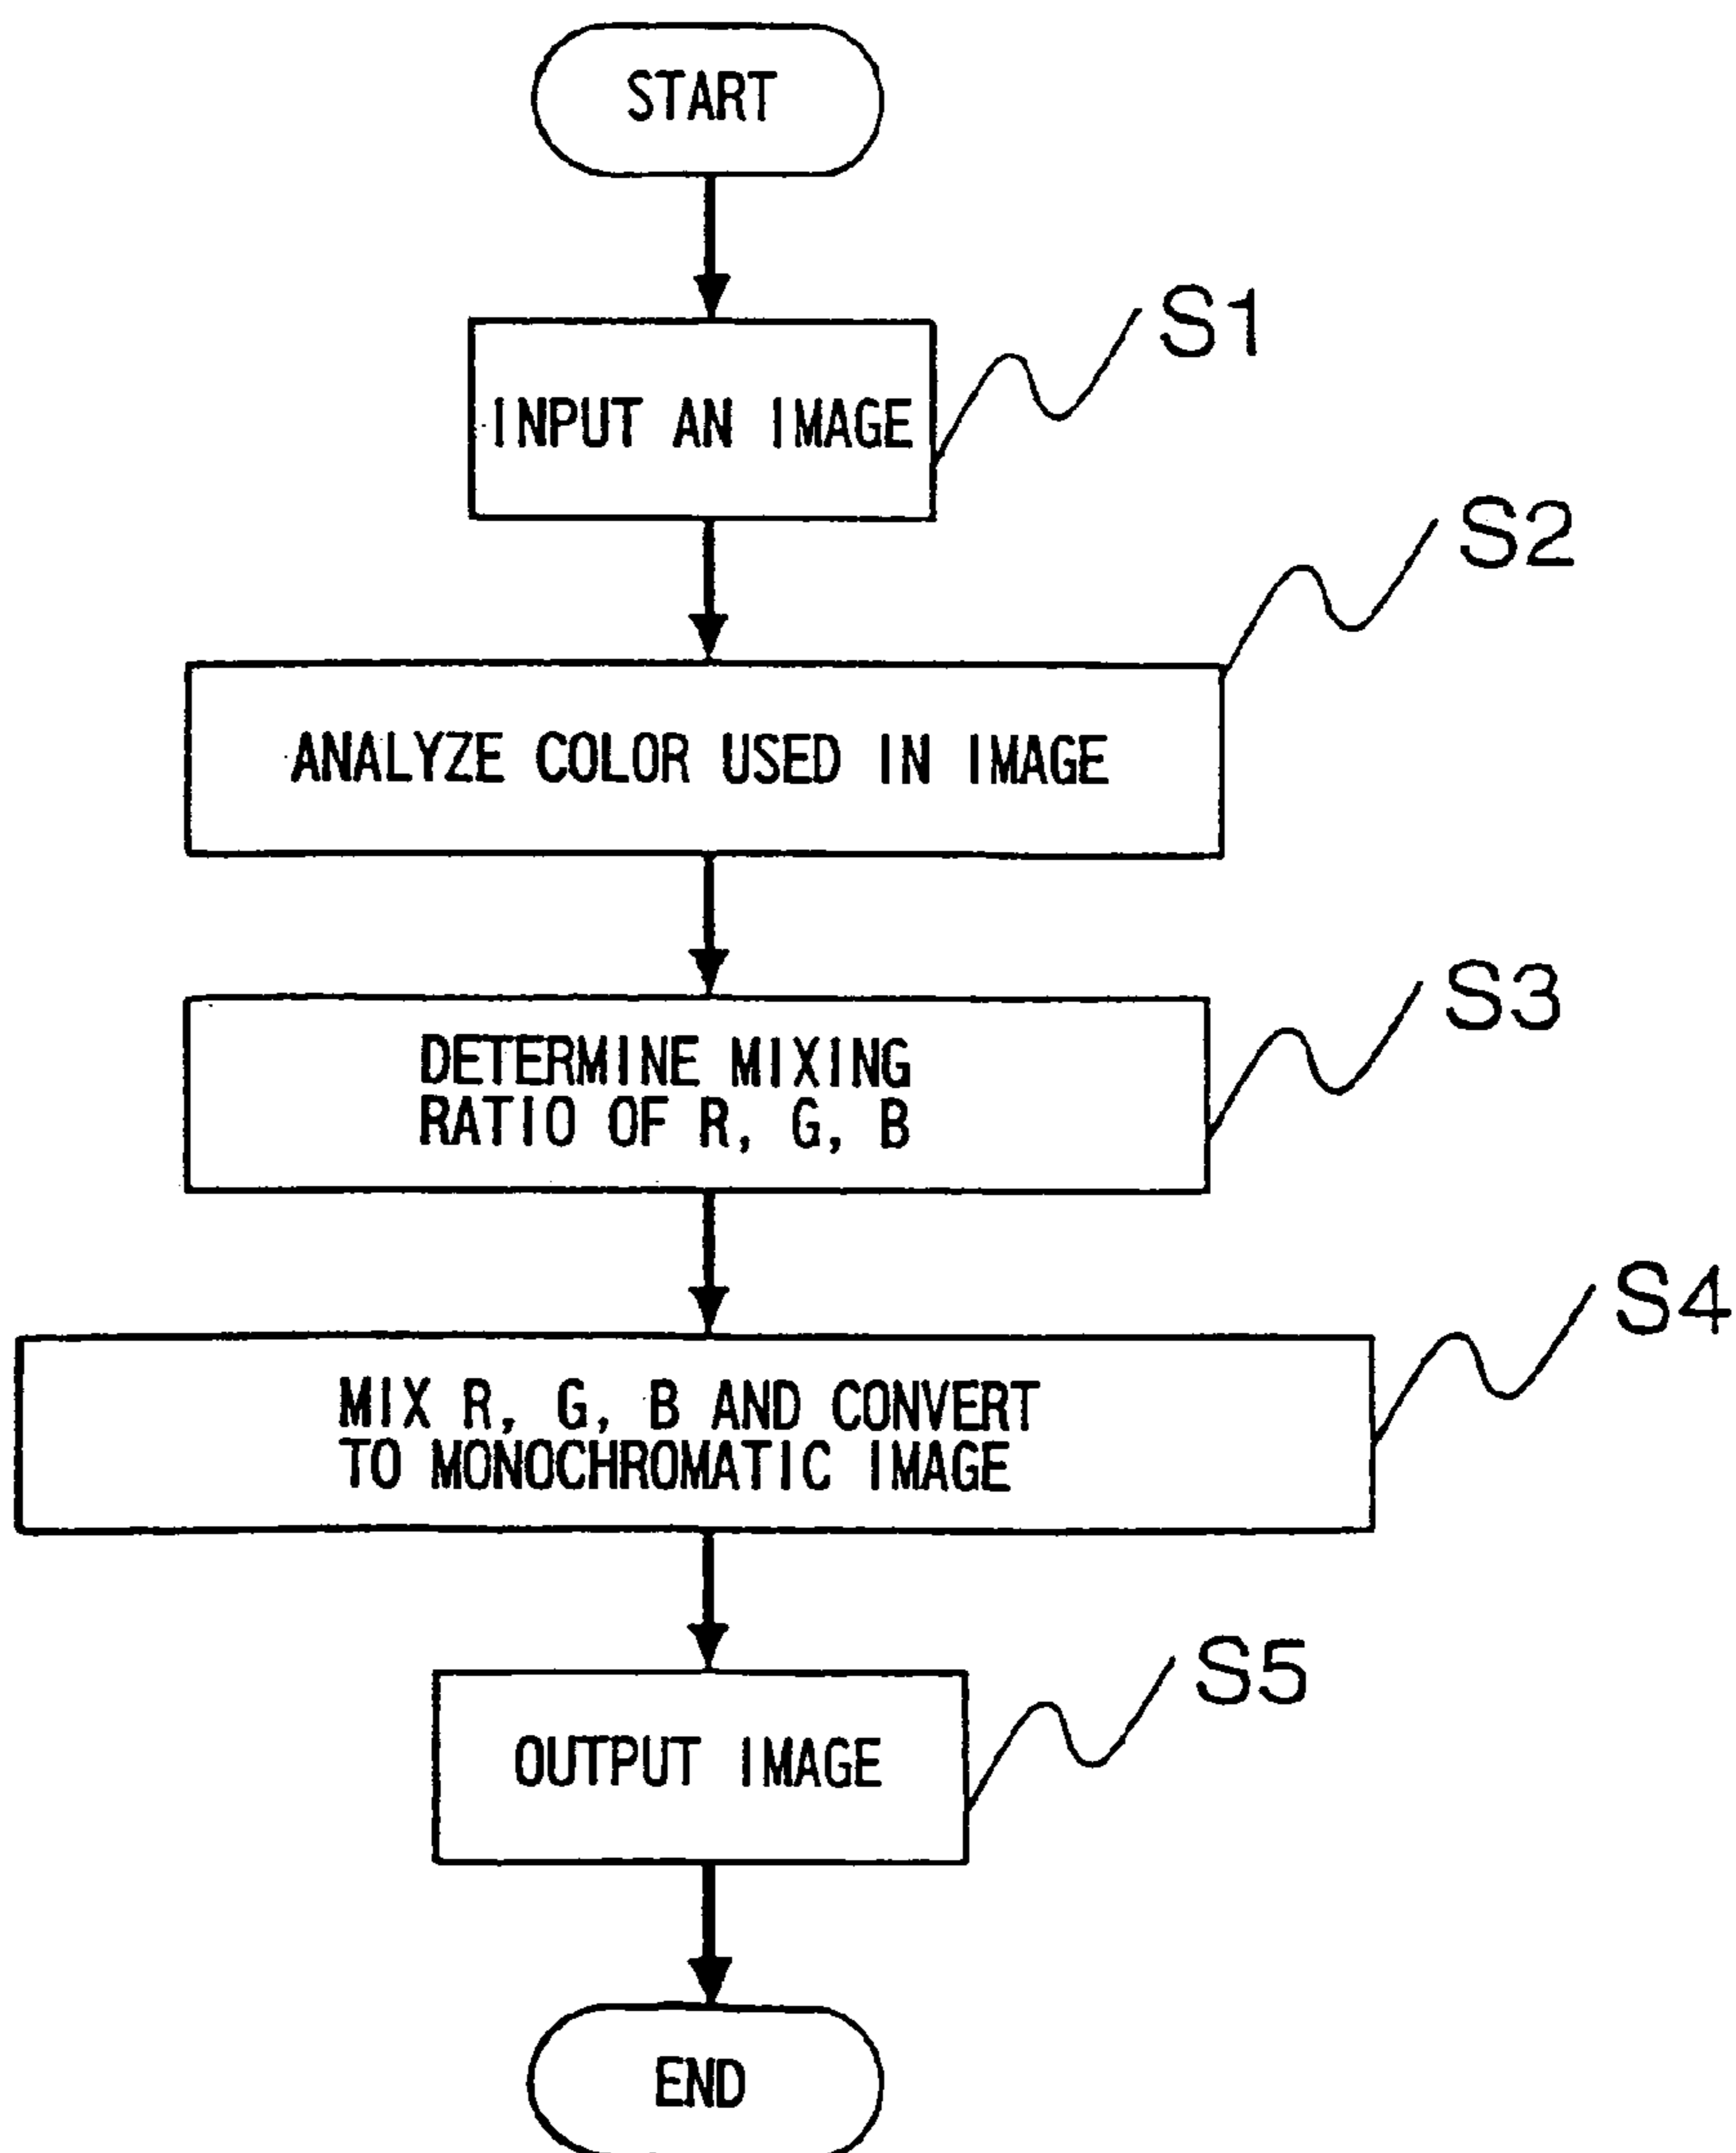 START
INPUT AN IMAGE
S1
ANALYZE COLOR USED IN IMAGE
S2
DETERMINE MIXING
RATIO OF R, G, B
S3
MIX R, G, B AND CONVERT
TO MONOCHROMATIC IMAGE
S4
OUTPUT IMAGE
S5
END